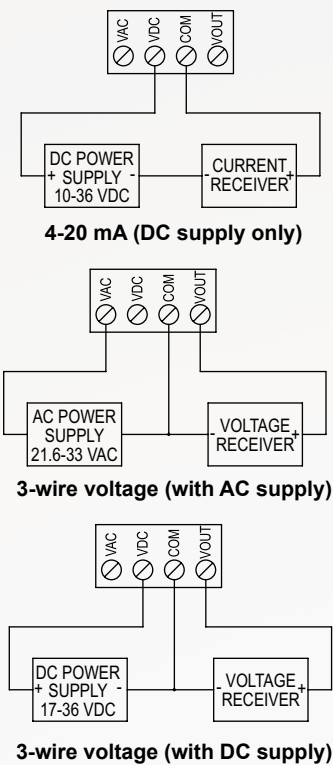 VAC VDC COM VOUT
DC POWER
+ SUPPLY -
10-36 VDC
CURRENT
- RECEIVER +
4-20 mA (DC supply only)
VAC VDC COM VOUT
AC POWER
SUPPLY
21.6-33 VAC
VOLTAGE
- RECEIVER +
3-wire voltage (with AC supply)
VAC VDC COM VOUT
DC POWER
+ SUPPLY -
17-36 VDC
VOLTAGE
- RECEIVER +
3-wire voltage (with DC supply)